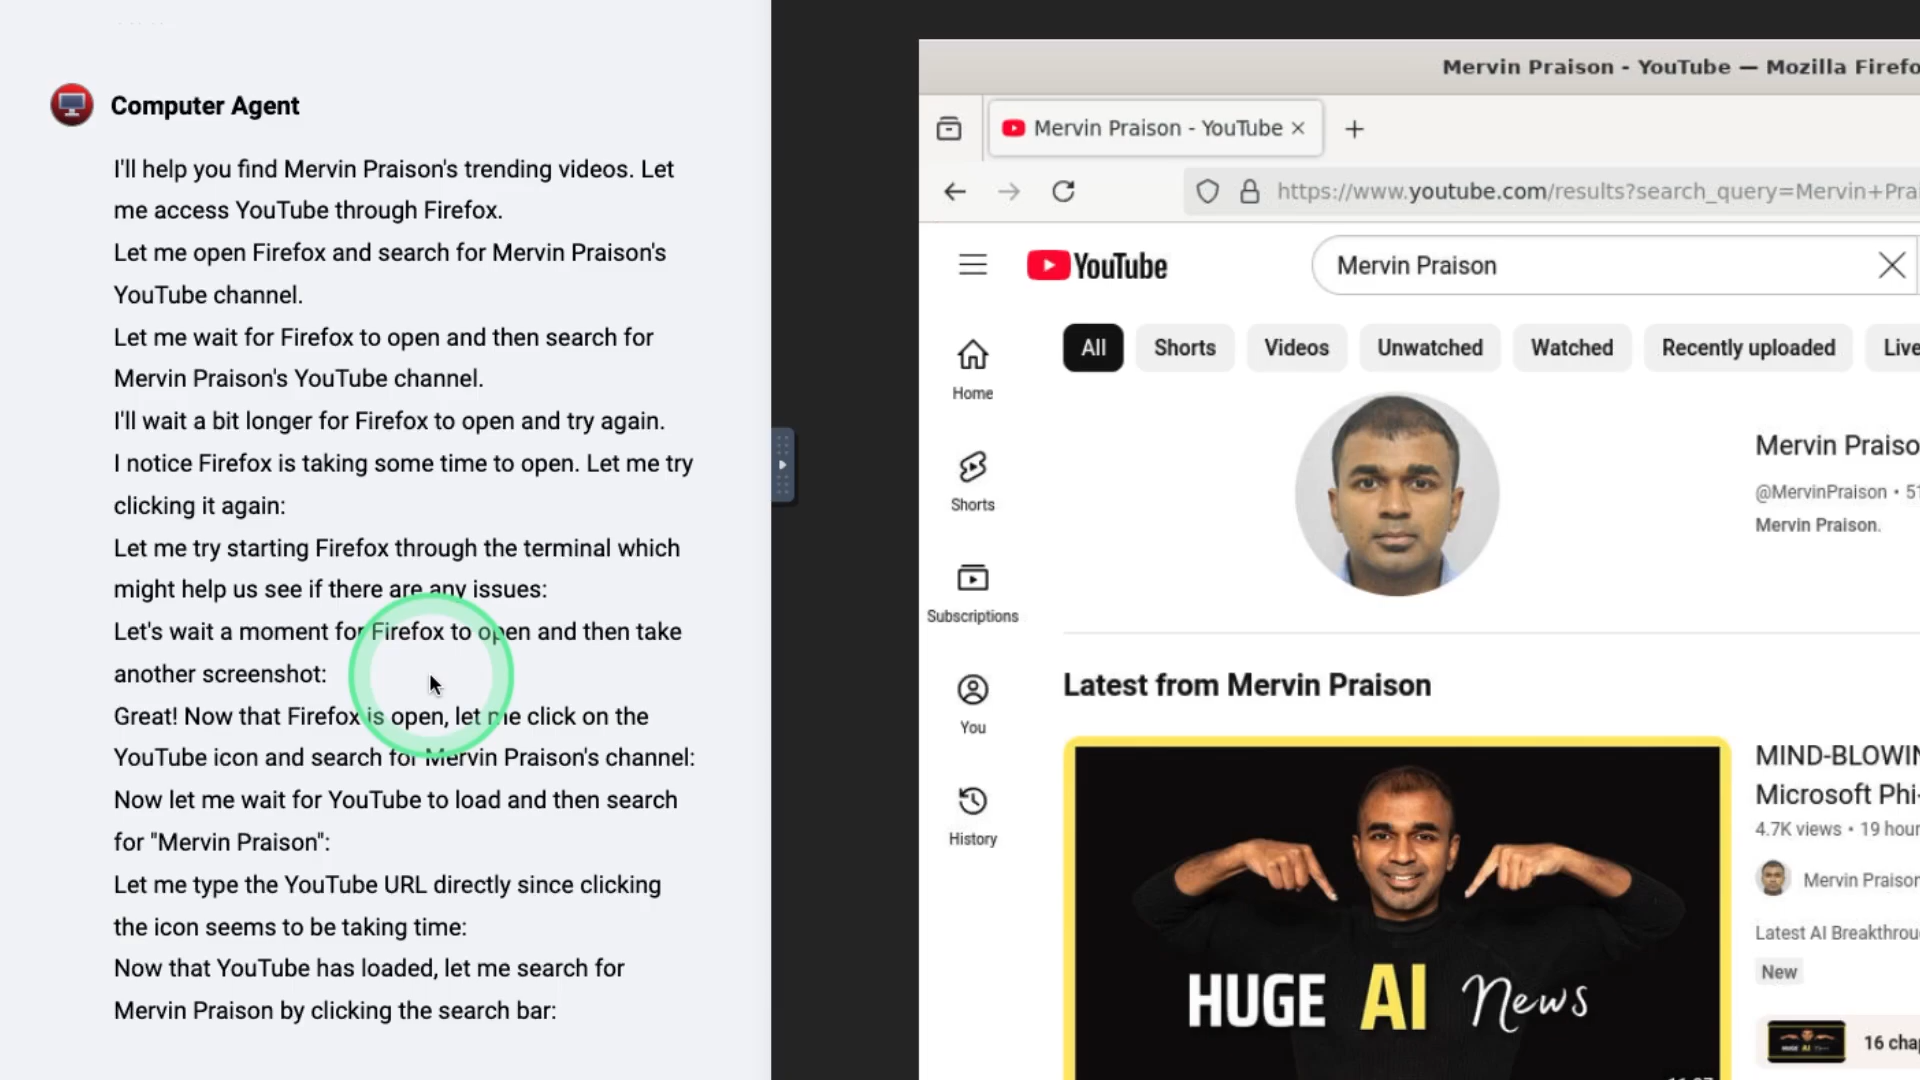 Computer Agent
I'll help you find Mervin Praison's trending videos. Let
me access YouTube through Firefox.
Let me open Firefox and search for Mervin Praison's
YouTube channel.
Let me wait for Firefox to open and then search for
Mervin Praison's YouTube channel.
I'll wait a bit longer for Firefox to open and try again.
I notice Firefox is taking some time to open. Let me try
clicking it again:
Let me try starting Firefox through the terminal which
might help us see if there are any issues:
Let's wait a moment for Firefox to open and then take
another screenshot:
Great! Now that Firefox is open, let me click on the
YouTube icon and search for Mervin Praison's channel:
Now let me wait for YouTube to load and then search
for "Mervin Praison":
Let me type the YouTube URL directly since clicking
the icon seems to be taking time:
Now that YouTube has loaded, let me search for
Mervin Praison by clicking the search bar:
Mervin Praison - YouTube — Mozilla Firefo
Mervin Praison - YouTube
https://www.youtube.com/results?search_query=Mervin+Prai
YouTube
Mervin Praison
All Shorts Videos Unwatched Watched Recently uploaded Live
Home
Shorts
Subscriptions
You
History
Mervin Praiso
@MervinPraison • 51
Mervin Praison.
Latest from Mervin Praison
HUGE AI News
MIND-BLOWIN
Microsoft Phi-
4.7K views • 19 hour
Mervin Praison
Latest AI Breakthrou
New
16 chap